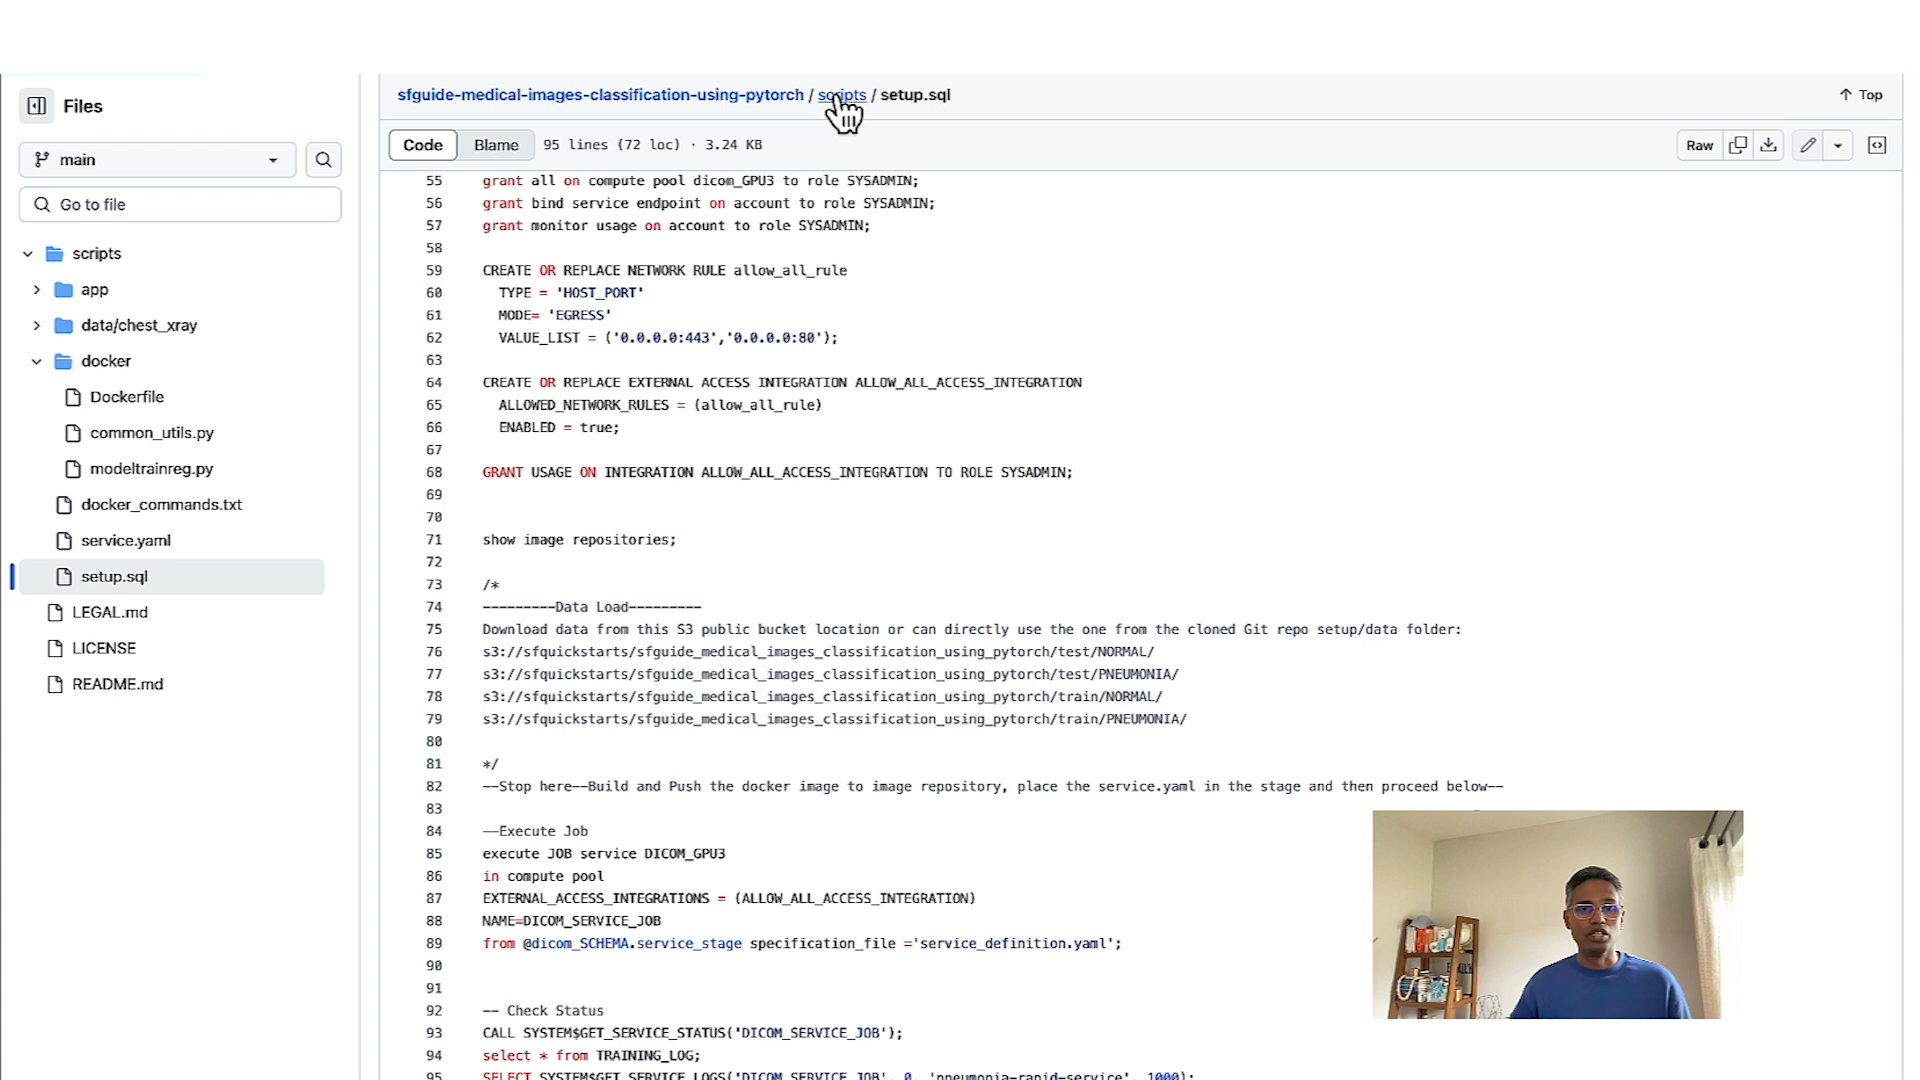 Files
main
Go to file
scripts
app
data/chest_xray
docker
Dockerfile
common_utils.py
modeltrainreg.py
docker_commands.txt
service.yaml
setup.sql
LEGAL.md
LICENSE
README.md
sfguide-medical-images-classification-using-pytorch / scripts / setup.sql
Top
Code Blame 95 lines (72 loc) · 3.24 KB
Raw
55 grant all on compute pool dicom_GPU3 to role SYSADMIN;
56 grant bind service endpoint on account to role SYSADMIN;
57 grant monitor usage on account to role SYSADMIN;
58
59 CREATE OR REPLACE NETWORK RULE allow_all_rule
60 TYPE = 'HOST_PORT'
61 MODE= 'EGRESS'
62 VALUE_LIST = ('0.0.0.0:443','0.0.0.0:80');
63
64 CREATE OR REPLACE EXTERNAL ACCESS INTEGRATION ALLOW_ALL_ACCESS_INTEGRATION
65 ALLOWED_NETWORK_RULES = (allow_all_rule)
66 ENABLED = true;
67
68 GRANT USAGE ON INTEGRATION ALLOW_ALL_ACCESS_INTEGRATION TO ROLE SYSADMIN;
69
70
71 show image repositories;
72
73 /*
74 ---------Data Load---------
75 Download data from this S3 public bucket location or can directly use the one from the cloned Git repo setup/data folder:
76 s3://sfquickstarts/sfguide_medical_images_classification_using_pytorch/test/NORMAL/
77 s3://sfquickstarts/sfguide_medical_images_classification_using_pytorch/test/PNEUMONIA/
78 s3://sfquickstarts/sfguide_medical_images_classification_using_pytorch/train/NORMAL/
79 s3://sfquickstarts/sfguide_medical_images_classification_using_pytorch/train/PNEUMONIA/
80
81 */
82 --Stop here--Build and Push the docker image to image repository, place the service.yaml in the stage and then proceed below--
83
84 --Execute Job
85 execute JOB service DICOM_GPU3
86 in compute pool
87 EXTERNAL_ACCESS_INTEGRATIONS = (ALLOW_ALL_ACCESS_INTEGRATION)
88 NAME=DICOM_SERVICE_JOB
89 from @dicom_SCHEMA.service_stage specification_file ='service_definition.yaml';
90
91
92 -- Check Status
93 CALL SYSTEM$GET_SERVICE_STATUS('DICOM_SERVICE_JOB');
94 select * from TRAINING_LOG;
95 SELECT SYSTEM$GET_SERVICE_LOGS('DICOM_SERVICE_JOB', 0, 'pneumonia-rapid-service', 1000);